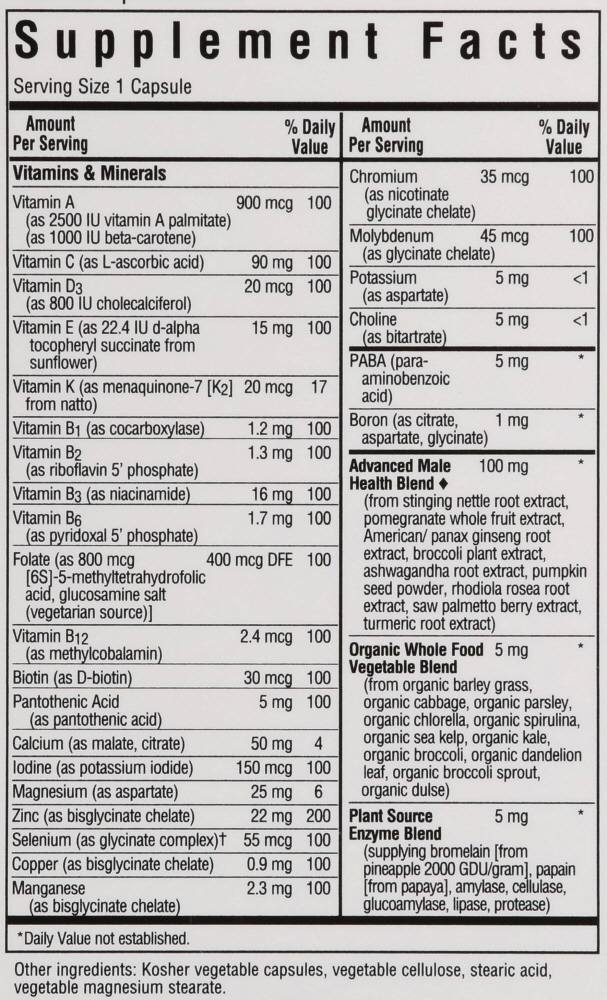 Supplement Facts
Serving Size 1 Capsule
Amount
Per Serving
% Daily
Value
Vitamins & Minerals
Vitamin A 900 mcg 100
(as 2500 IU vitamin A palmitate)
(as 1000 IU beta-carotene)
Vitamin C (as L-ascorbic acid) 90 mg 100
Vitamin D3 20 mcg 100
(as 800 IU cholecalciferol)
Vitamin E (as 22.4 IU d-alpha 15 mg 100
tocopheryl succinate from
sunflower)
Vitamin K (as menaquinone-7 [K2] 20 mcg 17
from natto)
Vitamin B1 (as cocarboxylase) 1.2 mg 100
Vitamin B2 1.3 mg 100
(as riboflavin 5' phosphate)
Vitamin B3 (as niacinamide) 16 mg 100
Vitamin B6 1.7 mg 100
(as pyridoxal 5' phosphate)
Folate (as 800 mcg 400 mcg DFE 100
[6S]-5-methyltetrahydrofolic
acid, glucosamine salt
(vegetarian source)]
Vitamin B12 2.4 mcg 100
(as methylcobalamin)
Biotin (as D-biotin) 30 mcg 100
Pantothenic Acid 5 mg 100
(as pantothenic acid)
Calcium (as malate, citrate) 50 mg 4
Iodine (as potassium iodide) 150 mcg 100
Magnesium (as aspartate) 25 mg 6
Zinc (as bisglycinate chelate) 22 mg 200
Selenium (as glycinate complex)† 55 mcg 100
Copper (as bisglycinate chelate) 0.9 mg 100
Manganese 2.3 mg 100
(as bisglycinate chelate)
Amount
Per Serving
% Daily
Value
Chromium 35 mcg 100
(as nicotinate
glycinate chelate)
Molybdenum 45 mcg 100
(as glycinate chelate)
Potassium 5 mg <1
(as aspartate)
Choline 5 mg <1
(as bitartrate)
PABA (para- 5 mg *
aminobenzoic
acid)
Boron (as citrate, 1 mg *
aspartate, glycinate)
Advanced Male 100 mg *
Health Blend ♦
(from stinging nettle root extract,
pomegranate whole fruit extract,
American/ panax ginseng root
extract, broccoli plant extract,
ashwagandha root extract, pumpkin
seed powder, rhodiola rosea root
extract, saw palmetto berry extract,
turmeric root extract)
Organic Whole Food 5 mg *
Vegetable Blend
(from organic barley grass,
organic cabbage, organic parsley,
organic chlorella, organic spirulina,
organic sea kelp, organic kale,
organic broccoli, organic dandelion
leaf, organic broccoli sprout,
organic dulse)
Plant Source 5 mg *
Enzyme Blend
(supplying bromelain [from
pineapple 2000 GDU/gram], papain
[from papaya], amylase, cellulase,
glucoamylase, lipase, protease)
*Daily Value not established.
Other ingredients: Kosher vegetable capsules, vegetable cellulose, stearic acid,
vegetable magnesium stearate.